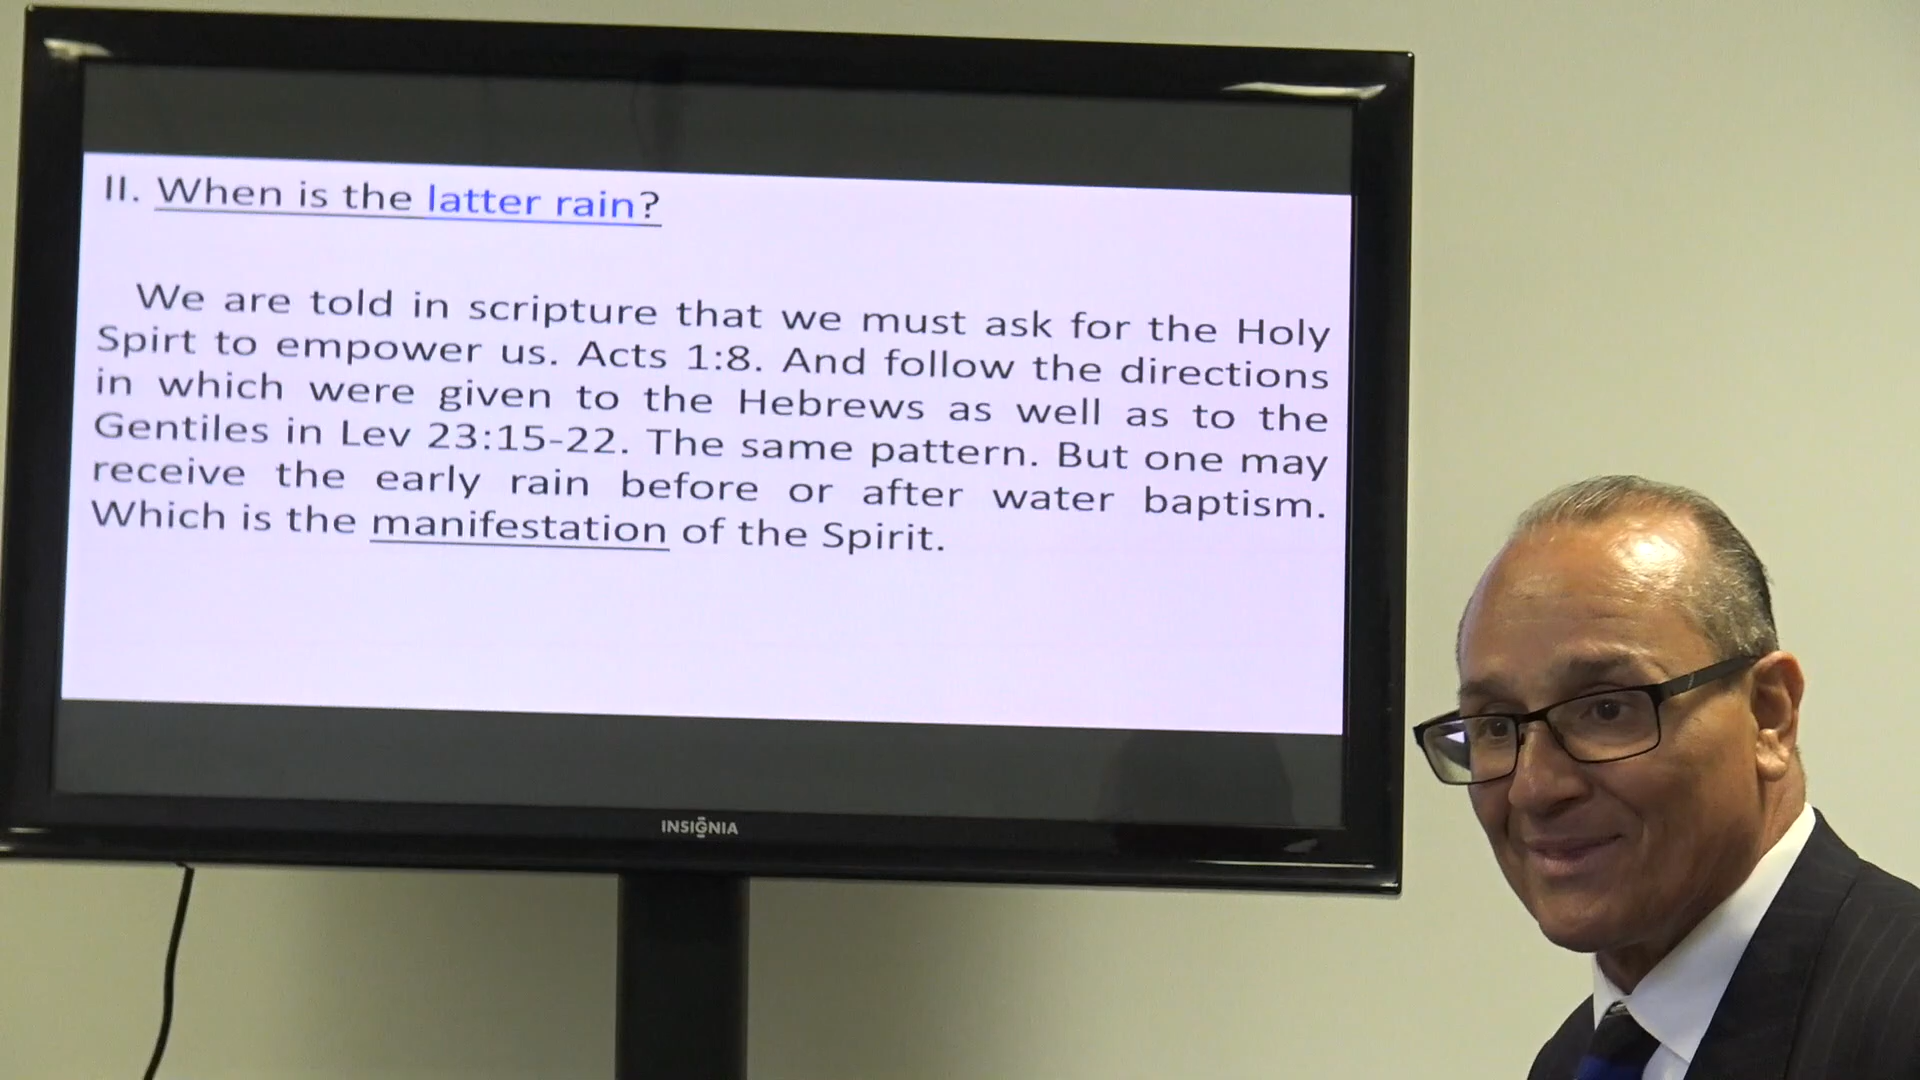 II. When is the latter rain?
We are told in scripture that we must ask for the Holy
Spirt to empower us. Acts 1:8. And follow the directions
in which were given to the Hebrews as well as to the
Gentiles in Lev 23:15-22. The same pattern. But one may
receive the early rain before or after water baptism.
Which is the manifestation of the Spirit.
INSIGNIA